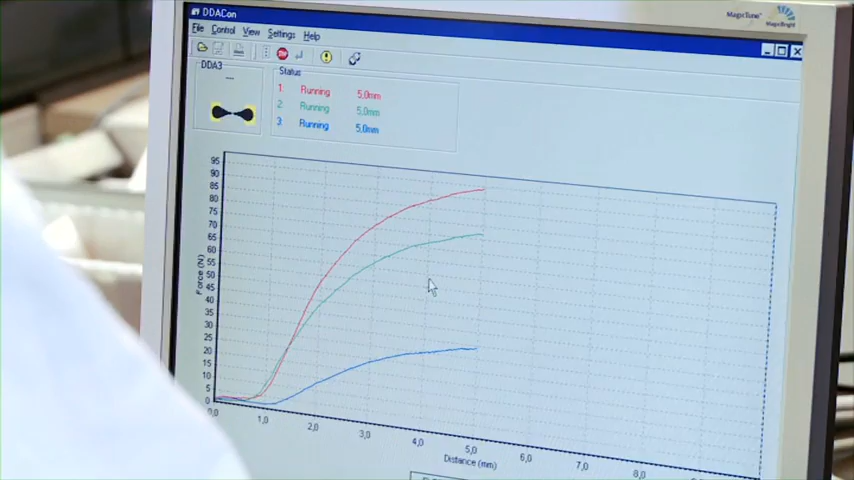 DDACon
MagicTune™
MagicBright
File Control View Settings Help
STOP
DDA3
---
Status
1. Running 5,0mm
2. Running 5,0mm
3. Running 5,0mm
95
90
85
80
75
70
65
60
55
50
45
40
35
30
25
20
15
10
5
0
Force (N)
0,0 1,0 2,0 3,0 4,0 5,0 6,0 7,0 8,0
Distance (mm)